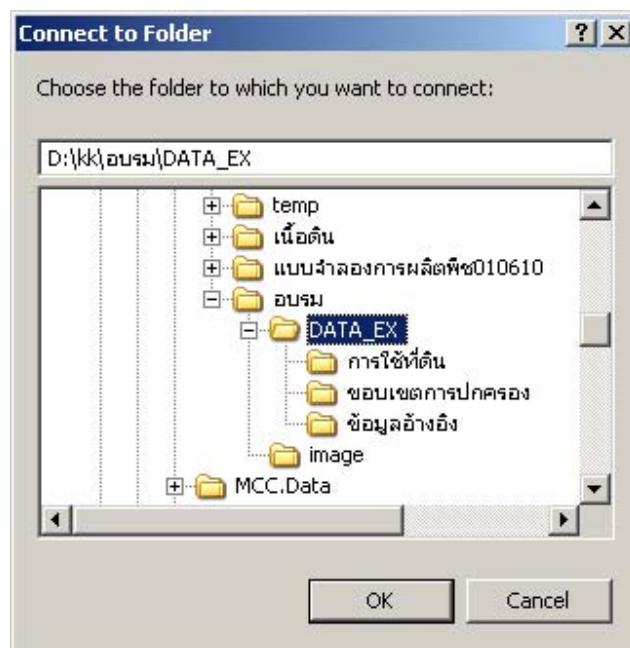 Connect to Folder
Choose the folder to which you want to connect:
D:\kk\อบรม\DATA_EX
temp
เนื้อดิน
แบบจำลองการผลิตพืช010610
อบรม
DATA_EX
การใช้ที่ดิน
ขอบเขตการปกครอง
ข้อมูลอ้างอิง
image
MCC.Data
OK Cancel